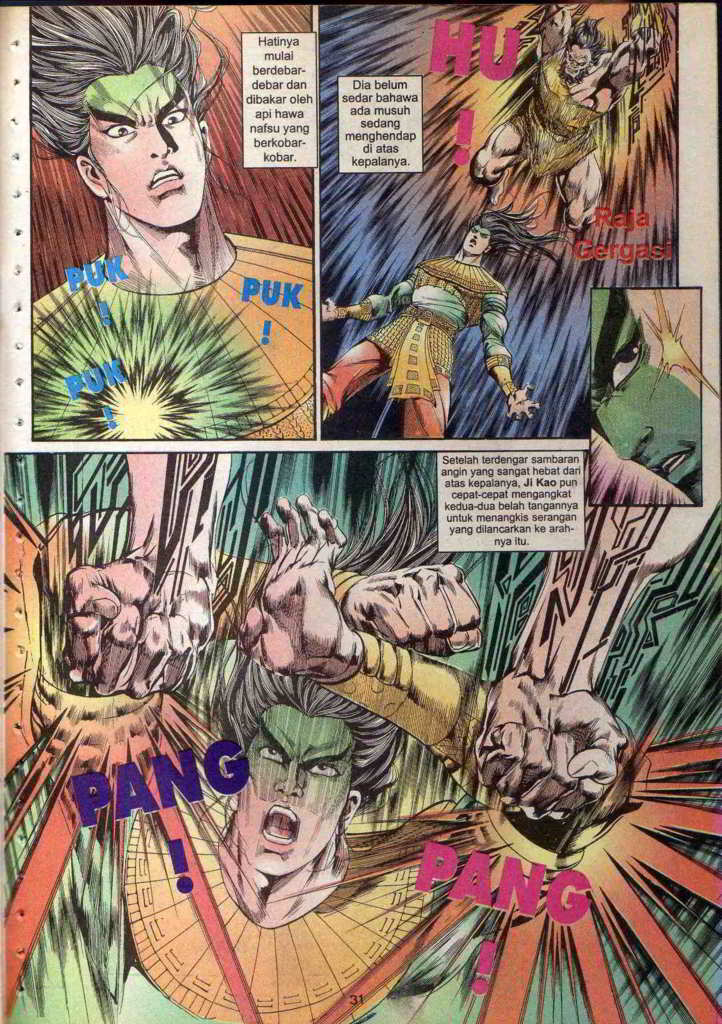 Hatinya
mulai
berdebar-
debar dan
dibakar oleh
api hawa
nafsu yang
berkobar-
kobar.
PUK
!
PUK
!
PUK
!
Dia belum
sedar bahawa
ada musuh
sedang
menghendap
di atas
kepalanya.
HU
!
Raja
Gergasi
Setelah terdengar sambaran
angin yang sangat hebat dari
atas kepalanya, Ji Kao pun
cepat-cepat mengangkat
kedua-dua belah tangannya
untuk menangkis serangan
yang dilancarkan ke arah-
nya itu.
PANG
!
PANG
!
31